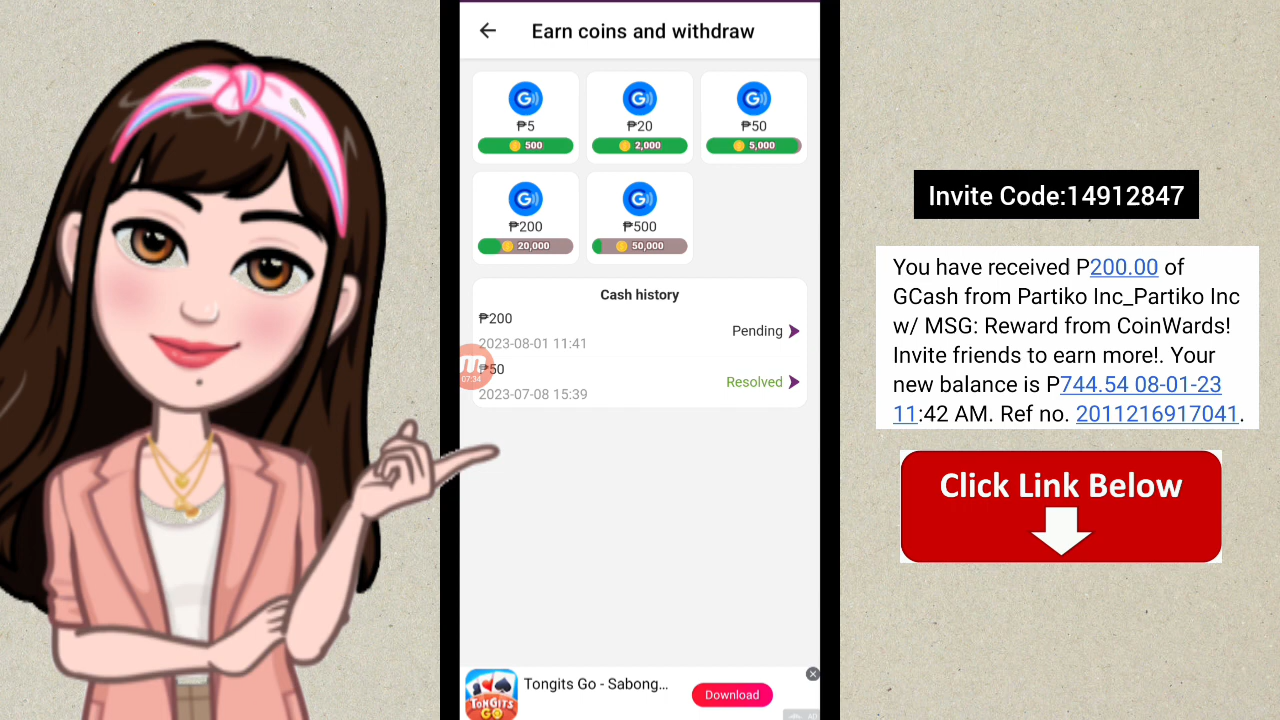 Earn coins and withdraw
₱5
₱20
₱50
500
2,000
5,000
₱200
₱500
20,000
50,000
Cash history
₱200
Pending
2023-08-01 11:41
₱50
Resolved
2023-07-08 15:39
07:34
Tongits Go - Sabong...
Download
TONGITS
GO
Invite Code:14912847
You have received P200.00 of
GCash from Partiko Inc_Partiko Inc
w/ MSG: Reward from CoinWards!
Invite friends to earn more!. Your
new balance is P744.54 08-01-23
11:42 AM. Ref no. 2011216917041.
Click Link Below